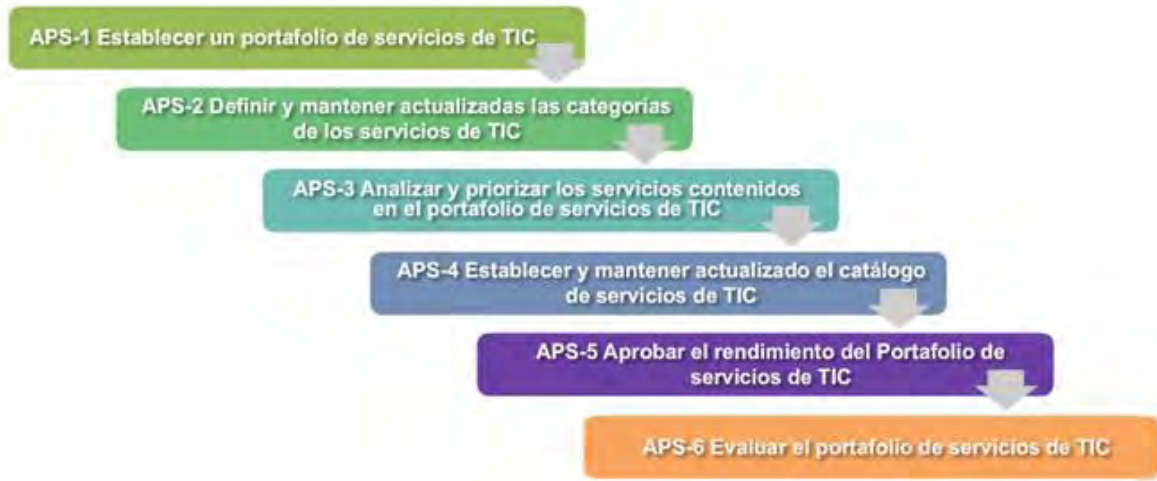 APS-1 Establecer un portafolio de servicios de TIC
APS-2 Definir y mantener actualizadas las categorías
de los servicios de TIC
APS-3 Analizar y priorizar los servicios contenidos
en el portafolio de servicios de TIC
APS-4 Establecer y mantener actualizado el catálogo
de servicios de TIC
APS-5 Aprobar el rendimiento del Portafolio de
servicios de TIC
APS-6 Evaluar el portafolio de servicios de TIC